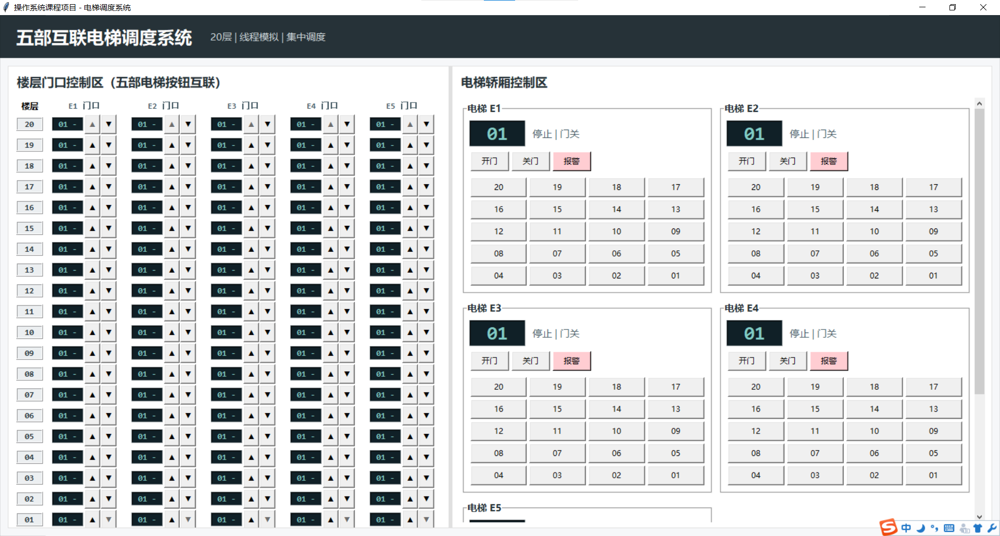 操作系统课程项目 - 电梯调度系统
五部互联电梯调度系统 20层 | 线程模拟 | 集中调度
楼层门口控制区（五部电梯按钮互联）
楼层 E1 门口 E2 门口 E3 门口 E4 门口 E5 门口
20 01 - ▲ ▼ 01 - ▲ ▼ 01 - ▲ ▼ 01 - ▲ ▼ 01 - ▲ ▼
19 01 - ▲ ▼ 01 - ▲ ▼ 01 - ▲ ▼ 01 - ▲ ▼ 01 - ▲ ▼
18 01 - ▲ ▼ 01 - ▲ ▼ 01 - ▲ ▼ 01 - ▲ ▼ 01 - ▲ ▼
17 01 - ▲ ▼ 01 - ▲ ▼ 01 - ▲ ▼ 01 - ▲ ▼ 01 - ▲ ▼
16 01 - ▲ ▼ 01 - ▲ ▼ 01 - ▲ ▼ 01 - ▲ ▼ 01 - ▲ ▼
15 01 - ▲ ▼ 01 - ▲ ▼ 01 - ▲ ▼ 01 - ▲ ▼ 01 - ▲ ▼
14 01 - ▲ ▼ 01 - ▲ ▼ 01 - ▲ ▼ 01 - ▲ ▼ 01 - ▲ ▼
13 01 - ▲ ▼ 01 - ▲ ▼ 01 - ▲ ▼ 01 - ▲ ▼ 01 - ▲ ▼
12 01 - ▲ ▼ 01 - ▲ ▼ 01 - ▲ ▼ 01 - ▲ ▼ 01 - ▲ ▼
11 01 - ▲ ▼ 01 - ▲ ▼ 01 - ▲ ▼ 01 - ▲ ▼ 01 - ▲ ▼
10 01 - ▲ ▼ 01 - ▲ ▼ 01 - ▲ ▼ 01 - ▲ ▼ 01 - ▲ ▼
09 01 - ▲ ▼ 01 - ▲ ▼ 01 - ▲ ▼ 01 - ▲ ▼ 01 - ▲ ▼
08 01 - ▲ ▼ 01 - ▲ ▼ 01 - ▲ ▼ 01 - ▲ ▼ 01 - ▲ ▼
07 01 - ▲ ▼ 01 - ▲ ▼ 01 - ▲ ▼ 01 - ▲ ▼ 01 - ▲ ▼
06 01 - ▲ ▼ 01 - ▲ ▼ 01 - ▲ ▼ 01 - ▲ ▼ 01 - ▲ ▼
05 01 - ▲ ▼ 01 - ▲ ▼ 01 - ▲ ▼ 01 - ▲ ▼ 01 - ▲ ▼
04 01 - ▲ ▼ 01 - ▲ ▼ 01 - ▲ ▼ 01 - ▲ ▼ 01 - ▲ ▼
03 01 - ▲ ▼ 01 - ▲ ▼ 01 - ▲ ▼ 01 - ▲ ▼ 01 - ▲ ▼
02 01 - ▲ ▼ 01 - ▲ ▼ 01 - ▲ ▼ 01 - ▲ ▼ 01 - ▲ ▼
01 01 - ▲ ▼ 01 - ▲ ▼ 01 - ▲ ▼ 01 - ▲ ▼ 01 - ▲ ▼
电梯轿厢控制区
电梯 E1
01 停止 | 门关
开门 关门 报警
20 19 18 17
16 15 14 13
12 11 10 09
08 07 06 05
04 03 02 01
电梯 E2
01 停止 | 门关
开门 关门 报警
20 19 18 17
16 15 14 13
12 11 10 09
08 07 06 05
04 03 02 01
电梯 E3
01 停止 | 门关
开门 关门 报警
20 19 18 17
16 15 14 13
12 11 10 09
08 07 06 05
04 03 02 01
电梯 E4
01 停止 | 门关
开门 关门 报警
20 19 18 17
16 15 14 13
12 11 10 09
08 07 06 05
04 03 02 01
电梯 E5
S 中